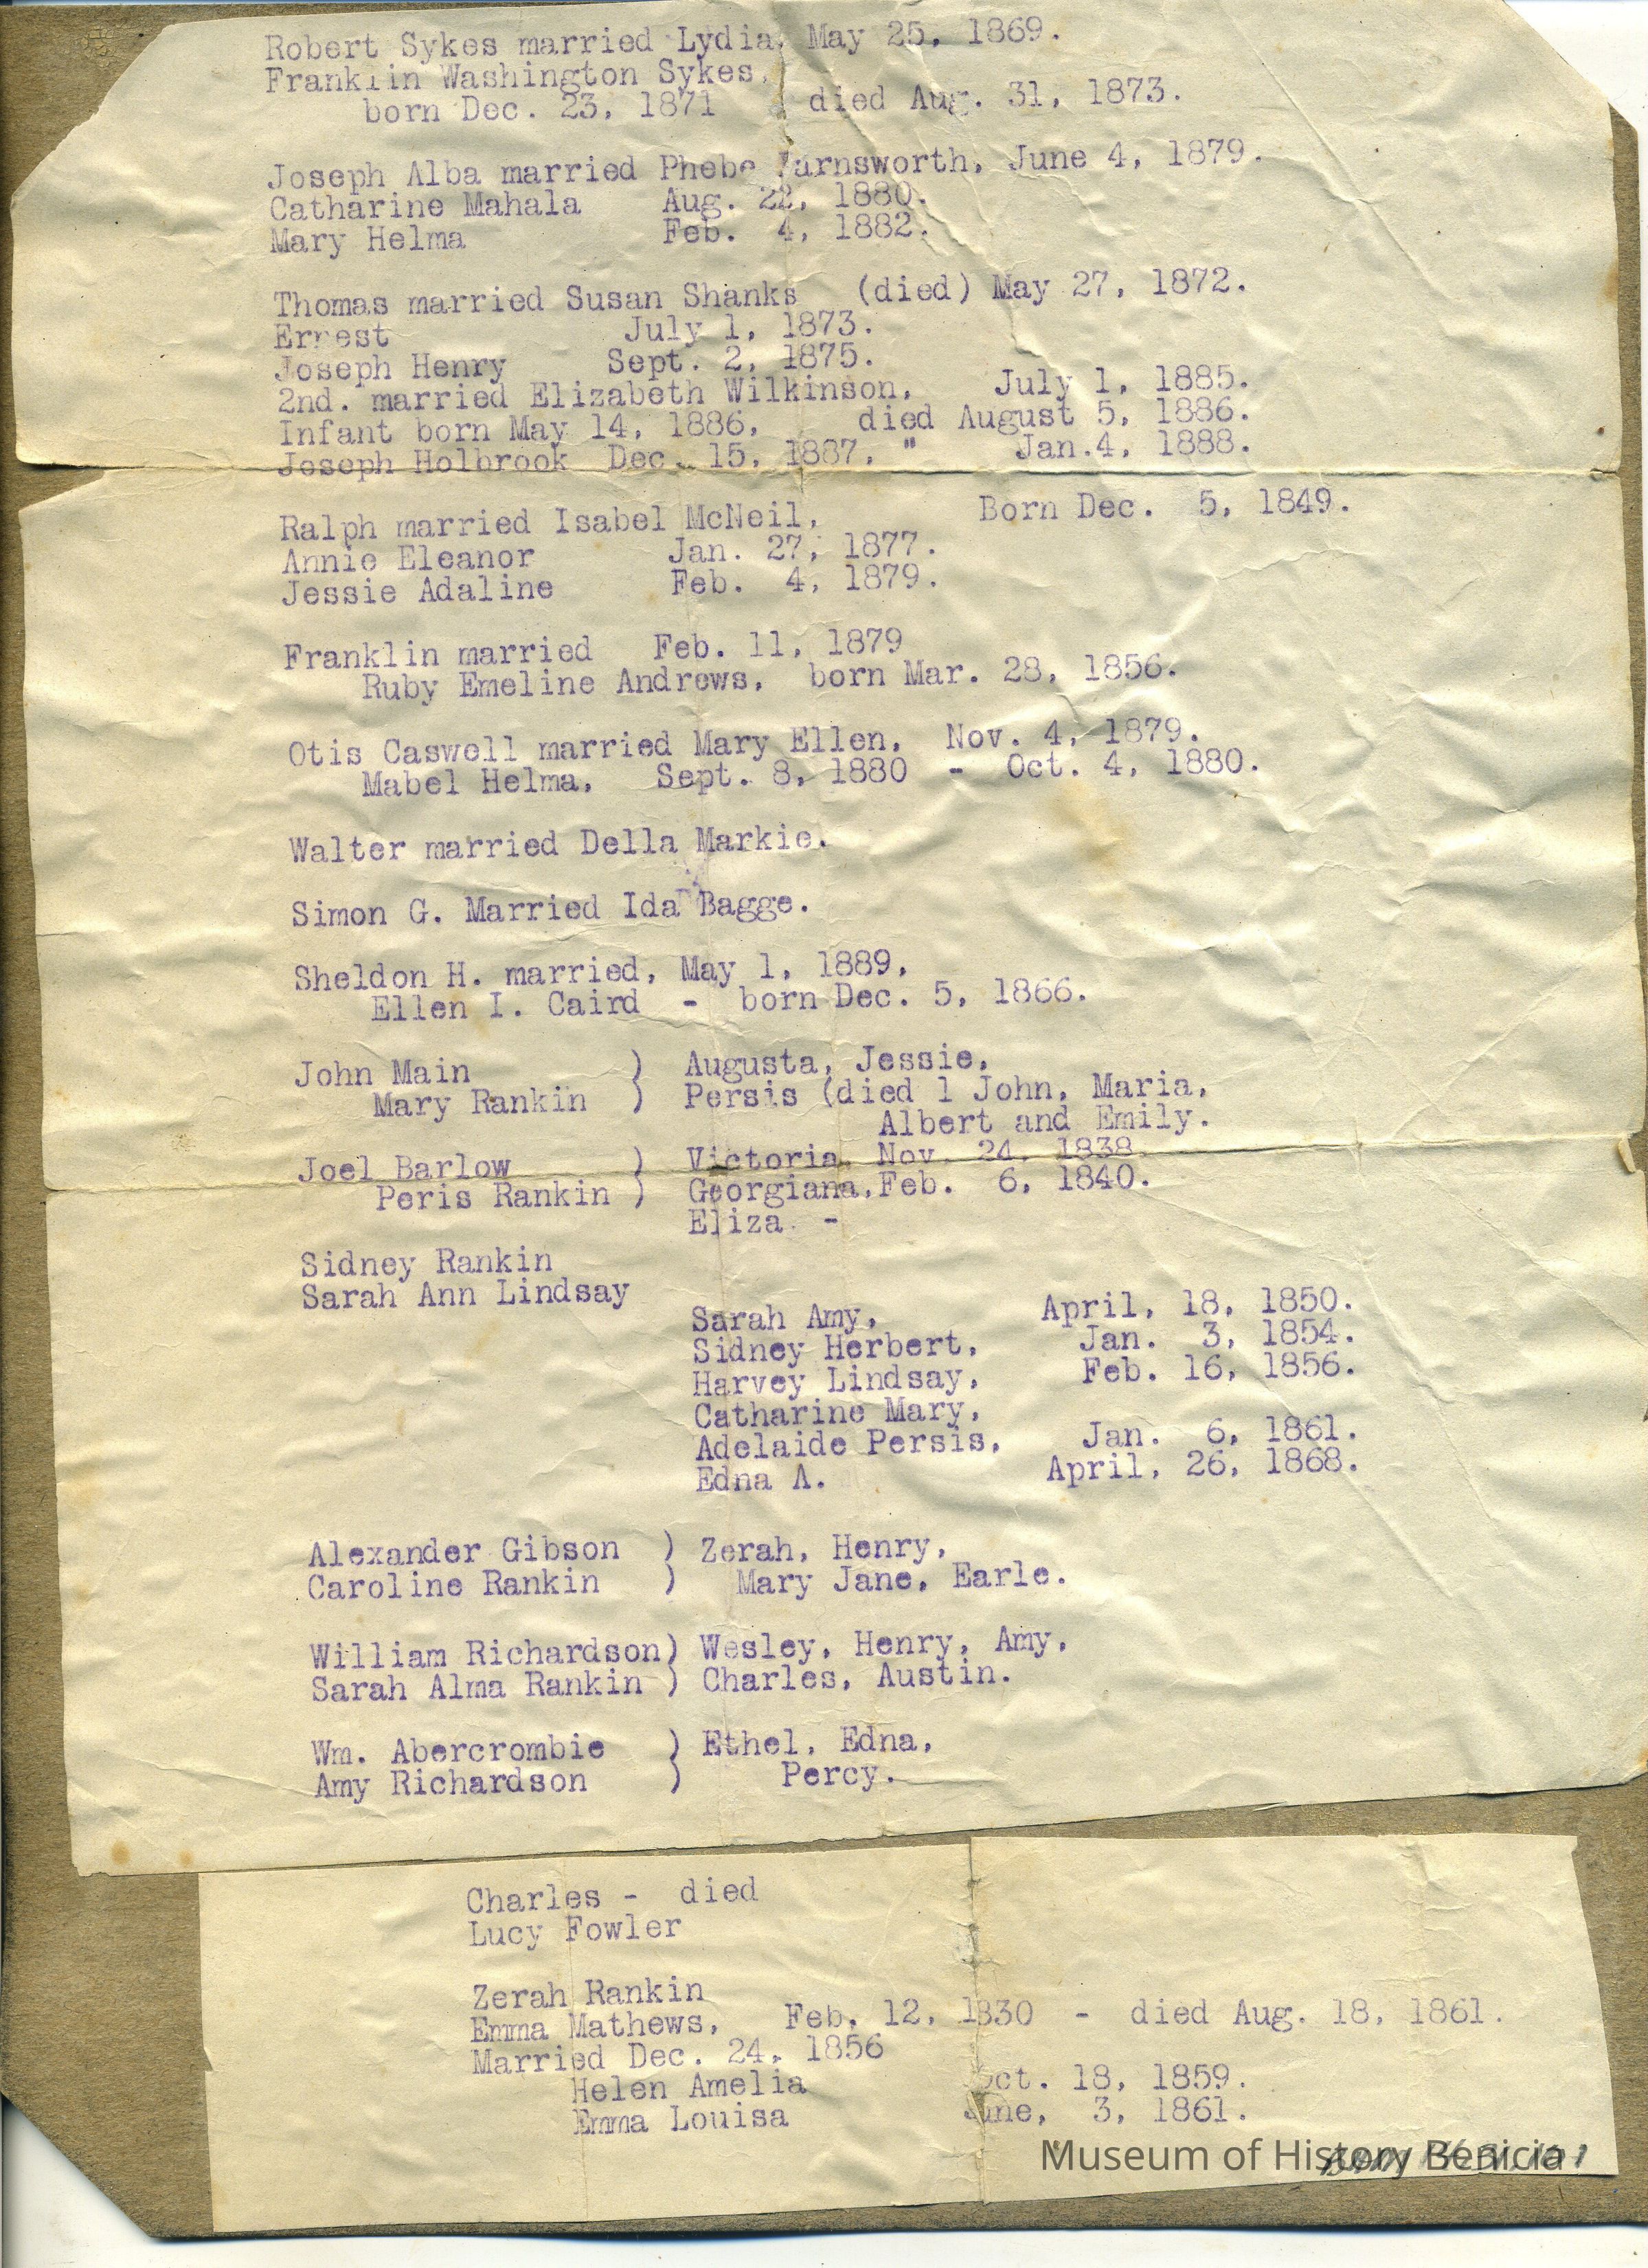 Robert Sykes married Lydia, May 25, 1869.
Franklin Washington Sykes,
born Dec. 23, 1871 died Aug. 31, 1873.
Joseph Alba married Phebe Farnsworth, June 4, 1879.
Catharine Mahala Aug. 22, 1880.
Mary Helma Feb. 4, 1882.
Thomas married Susan Shanks (died) May 27, 1872.
Ernest July 1, 1873.
Joseph Henry Sept. 2, 1875.
2nd. married Elizabeth Wilkinson, July 1, 1885.
Infant born May 14, 1886, died August 5, 1886.
Joseph Holbrook Dec. 15, 1887, " Jan.4, 1888.
Ralph married Isabel McNeil, Born Dec. 5, 1849.
Annie Eleanor Jan. 27, 1877.
Jessie Adaline Feb. 4, 1879.
Franklin married Feb. 11, 1879
Ruby Emeline Andrews, born Mar. 28, 1856.
Otis Caswell married Mary Ellen, Nov. 4, 1879.
Mabel Helma, Sept. 8, 1880 - Oct. 4, 1880.
Walter married Della Markie.
Simon G. Married Ida Bagge.
Sheldon H. married, May 1, 1889,
Ellen I. Caird - born Dec. 5, 1866.
John Main ) Augusta, Jessie,
Mary Rankin ) Persis (died 1 John, Maria,
Albert and Emily.
Joel Barlow ) Victoria, Nov. 24, 1838.
Peris Rankin ) Georgiana, Feb. 6, 1840.
Eliza -
Sidney Rankin
Sarah Ann Lindsay
Sarah Amy, April, 18, 1850.
Sidney Herbert, Jan. 3, 1854.
Harvey Lindsay, Feb. 16, 1856.
Catharine Mary,
Adelaide Persis, Jan. 6, 1861.
Edna A. April, 26, 1868.
Alexander Gibson ) Zerah, Henry,
Caroline Rankin ) Mary Jane, Earle.
William Richardson) Wesley, Henry, Amy,
Sarah Alma Rankin ) Charles, Austin.
Wm. Abercrombie ) Ethel, Edna,
Amy Richardson ) Percy.
Charles - died
Lucy Fowler
Zerah Rankin
Emma Mathews, Feb. 12, 1830 - died Aug. 18, 1861.
Married Dec. 24, 1856
Helen Amelia Oct. 18, 1859.
Emma Louisa June, 3, 1861.
Museum of History Benicia